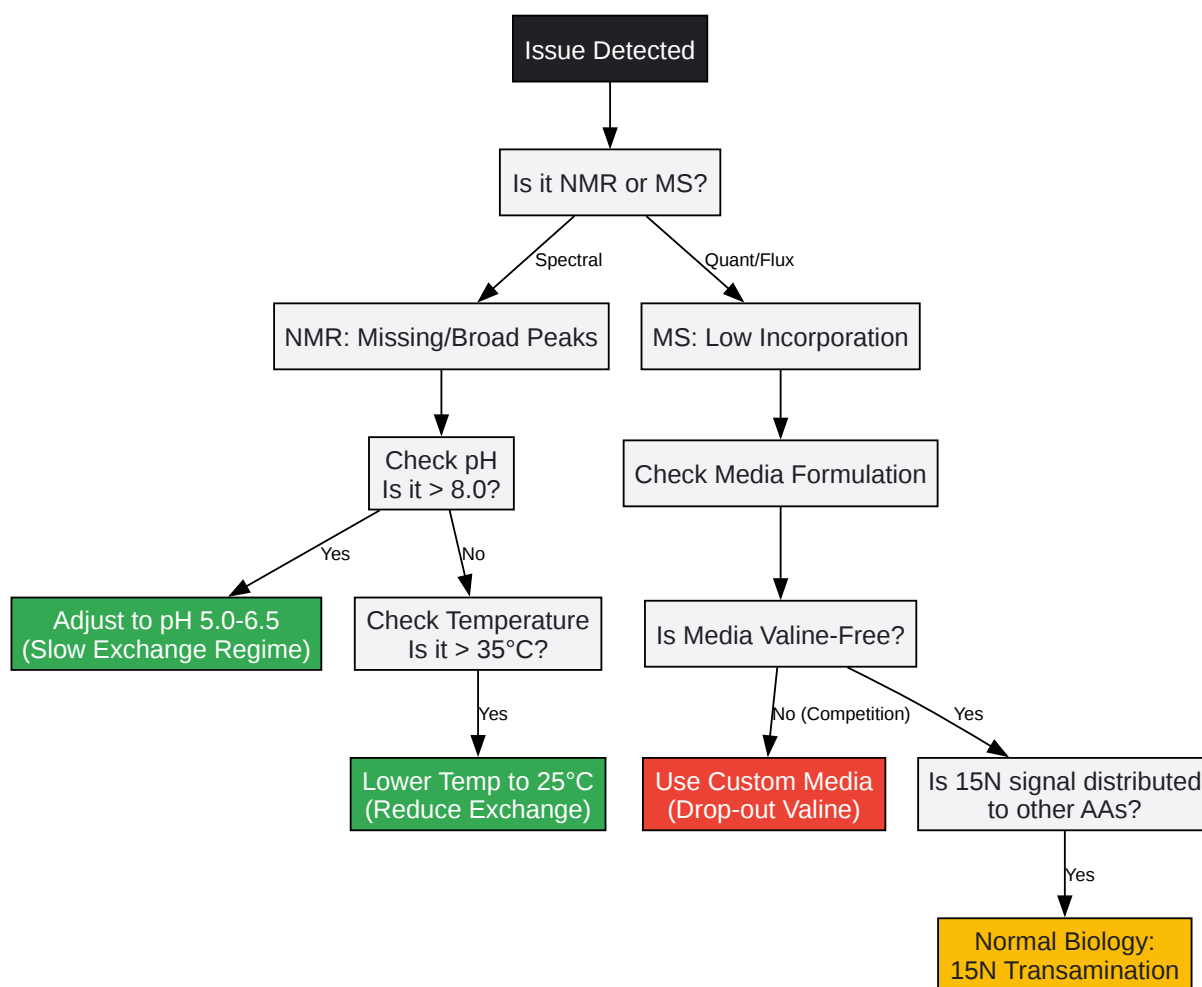 Issue Detected
Is it NMR or MS?
Spectral
Quant/Flux
NMR: Missing/Broad Peaks
MS: Low Incorporation
Check pH
Is it > 8.0?
Check Media Formulation
Yes
No
Adjust to pH 5.0-6.5
(Slow Exchange Regime)
Check Temperature
Is it > 35°C?
Is Media Valine-Free?
Yes
No (Competition)
Yes
Lower Temp to 25°C
(Reduce Exchange)
Use Custom Media
(Drop-out Valine)
Is 15N signal distributed
to other AAs?
Yes
Normal Biology:
15N Transamination